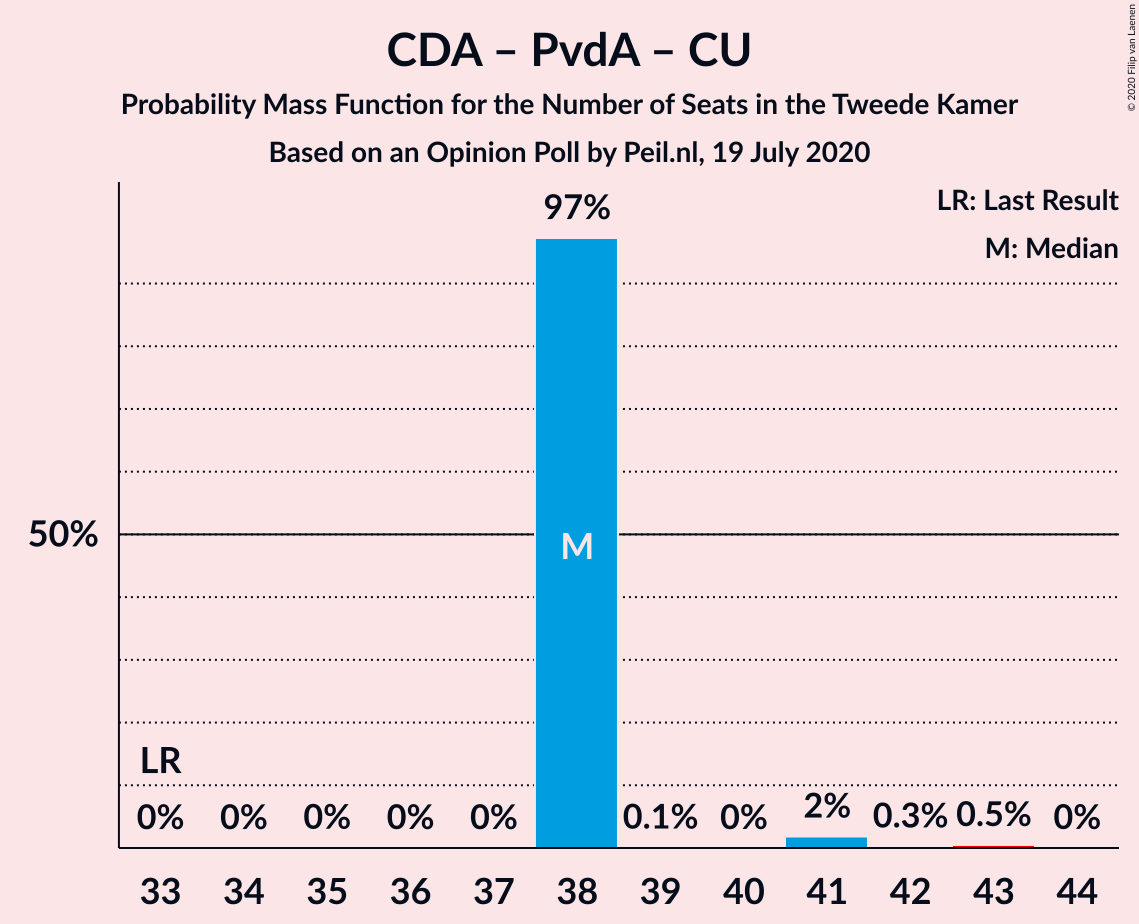 CDA – PvdA – CU
Probability Mass Function for the Number of Seats in the Tweede Kamer
Based on an Opinion Poll by Peil.nl, 19 July 2020
© 2020 Filip van Laenen
LR: Last Result
M: Median
97%
50%
M
LR
0% 0% 0% 0% 0% 0.1% 0% 2% 0.3% 0.5% 0%
33 34 35 36 37 38 39 40 41 42 43 44